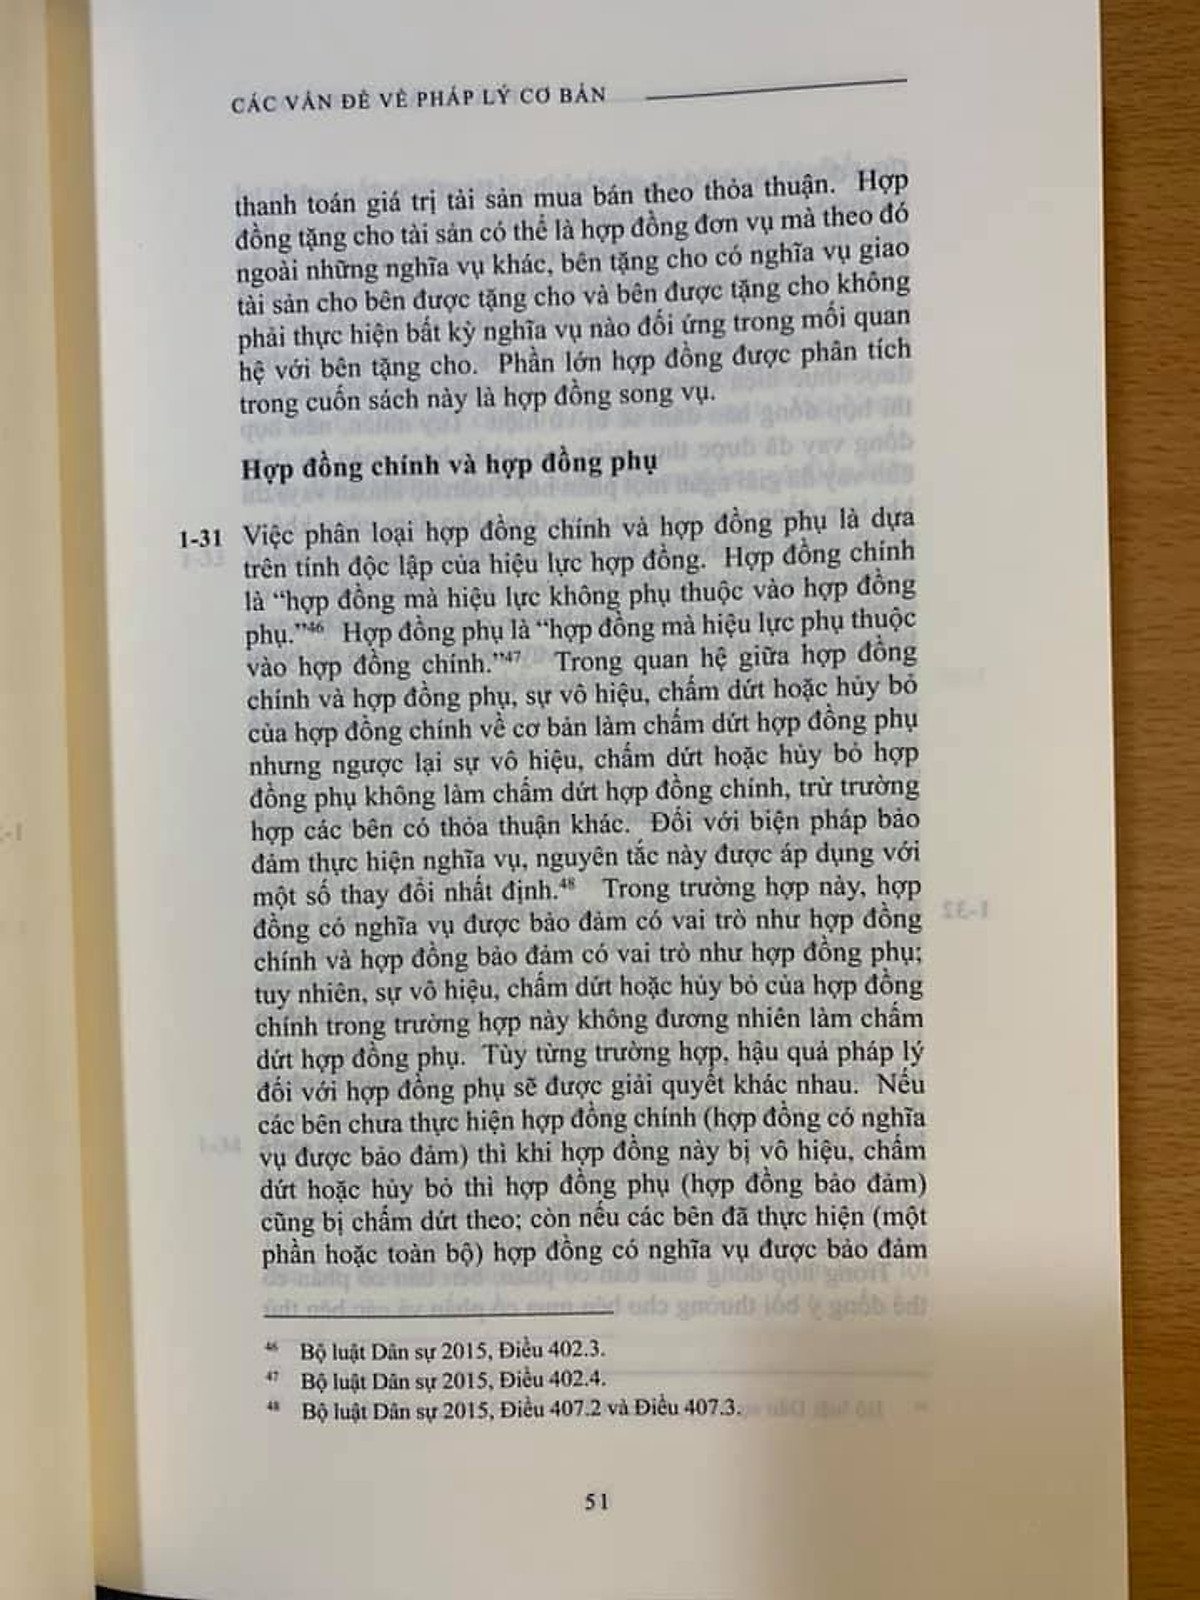 CÁC VẤN ĐỀ VỀ PHÁP LÝ CƠ BẢN
thanh toán giá trị tài sản mua bán theo thỏa thuận. Hợp
đồng tặng cho tài sản có thể là hợp đồng đơn vụ mà theo đó
ngoài những nghĩa vụ khác, bên tặng cho có nghĩa vụ giao
tài sản cho bên được tặng cho và bên được tặng cho không
phải thực hiện bất kỳ nghĩa vụ nào đối ứng trong mối quan
hệ với bên tặng cho. Phần lớn hợp đồng được phân tích
trong cuốn sách này là hợp đồng song vụ.
Hợp đồng chính và hợp đồng phụ
1-31 Việc phân loại hợp đồng chính và hợp đồng phụ là dựa
trên tính độc lập của hiệu lực hợp đồng. Hợp đồng chính
là “hợp đồng mà hiệu lực không phụ thuộc vào hợp đồng
phụ.”46 Hợp đồng phụ là “hợp đồng mà hiệu lực phụ thuộc
vào hợp đồng chính.”47 Trong quan hệ giữa hợp đồng
chính và hợp đồng phụ, sự vô hiệu, chấm dứt hoặc hủy bỏ
của hợp đồng chính về cơ bản làm chấm dứt hợp đồng phụ
nhưng ngược lại sự vô hiệu, chấm dứt hoặc hủy bỏ hợp
đồng phụ không làm chấm dứt hợp đồng chính, trừ trường
hợp các bên có thỏa thuận khác. Đối với biện pháp bảo
đảm thực hiện nghĩa vụ, nguyên tắc này được áp dụng với
một số thay đổi nhất định.48 Trong trường hợp này, hợp
đồng có nghĩa vụ được bảo đảm có vai trò như hợp đồng
chính và hợp đồng bảo đảm có vai trò như hợp đồng phụ;
tuy nhiên, sự vô hiệu, chấm dứt hoặc hủy bỏ của hợp đồng
chính trong trường hợp này không đương nhiên làm chấm
dứt hợp đồng phụ. Tùy từng trường hợp, hậu quả pháp lý
đối với hợp đồng phụ sẽ được giải quyết khác nhau. Nếu
các bên chưa thực hiện hợp đồng chính (hợp đồng có nghĩa
vụ được bảo đảm) thì khi hợp đồng này bị vô hiệu, chấm
dứt hoặc hủy bỏ thì hợp đồng phụ (hợp đồng bảo đảm)
cũng bị chấm dứt theo; còn nếu các bên đã thực hiện (một
phần hoặc toàn bộ) hợp đồng có nghĩa vụ được bảo đảm
46 Bộ luật Dân sự 2015, Điều 402.3.
47 Bộ luật Dân sự 2015, Điều 402.4.
48 Bộ luật Dân sự 2015, Điều 407.2 và Điều 407.3.
51